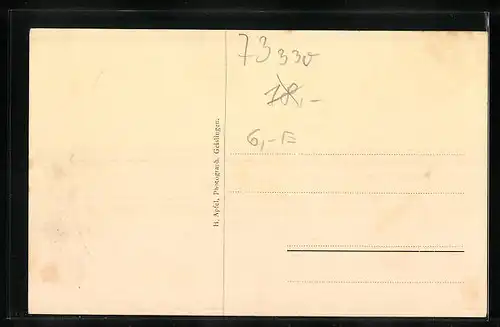 73330
18,-
6,-E
H. Apfel, Photograph, Geislingen.